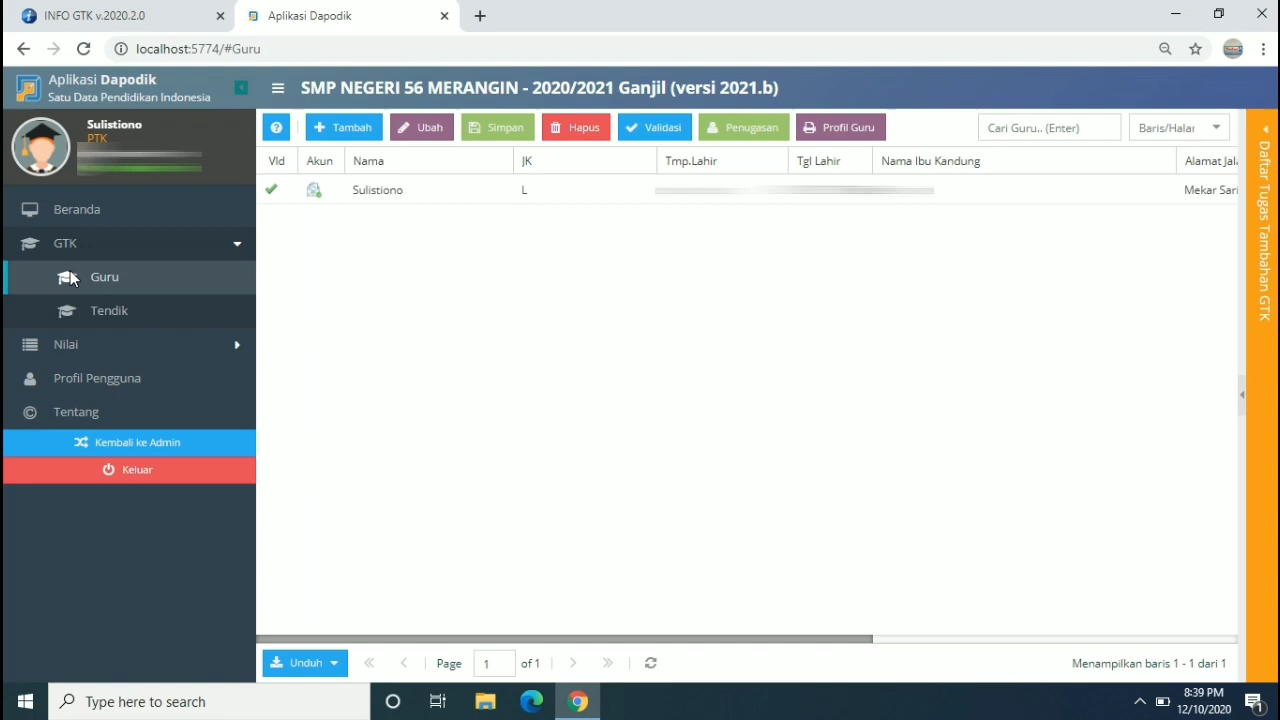 INFO GTK v.2020.2.0
Aplikasi Dapodik
localhost:5774/#Guru
Aplikasi Dapodik
Satu Data Pendidikan Indonesia
SMP NEGERI 56 MERANGIN - 2020/2021 Ganjil (versi 2021.b)
Sulistiono
PTK
Tambah Ubah Simpan Hapus Validasi Penugasan Profil Guru Cari Guru.. (Enter) Baris/Halar
Vld Akun Nama JK Tmp.Lahir Tgl Lahir Nama Ibu Kandung Alamat Jal
Sulistiono L Mekar Sari
Beranda
GTK
Guru
Tendik
Nilai
Profil Pengguna
Tentang
Kembali ke Admin
Keluar
Daftar Tugas Tambahan GTK
Unduh Page 1 of 1 Menampilkan baris 1 - 1 dari 1
Type here to search
8:39 PM
12/10/2020
1